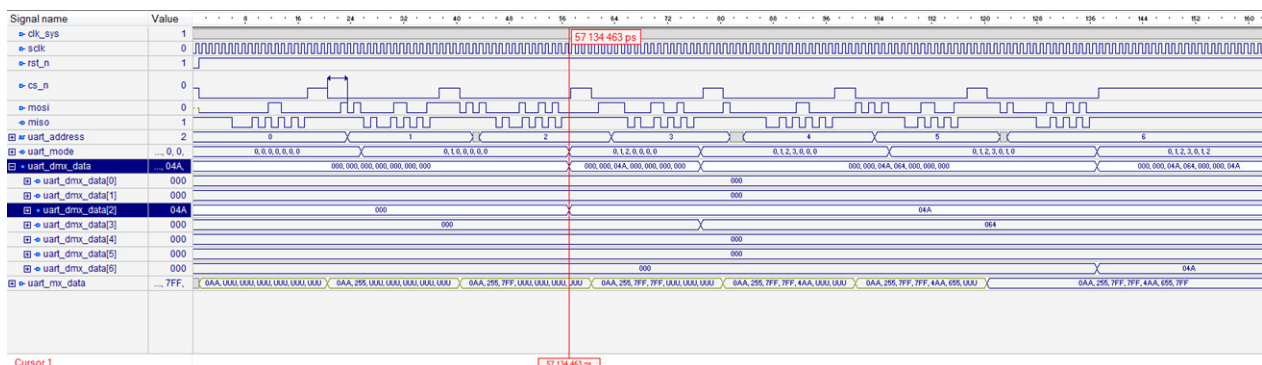 Signal name Value 8 16 24 32 40 48 56 64 72 80 88 96 104 112 120 128 136 144 152 160
clk_sys 1
57 134 463 ps
sclk 0
rst_n 1
cs_n 0
mosi 0
miso 1
uart_address 2 0 1 2 3 4 5 6
uart_mode ..., 0, 0, 0, 0, 0, 0, 0, 0, 0 0, 1, 0, 0, 0, 0, 0 0, 1, 2, 0, 0, 0, 0 0, 1, 2, 3, 0, 0, 0 0, 1, 2, 3, 0, 1, 0 0, 1, 2, 3, 0, 1, 2
uart_dmx_data ..., 04A, 000, 000, 000, 000, 000, 000, 000 000, 000, 04A, 000, 000, 000, 000 000, 000, 04A, 064, 000, 000, 000 000, 000, 04A, 064, 000, 000, 04A
uart_dmx_data[0] 000 000
uart_dmx_data[1] 000 000
uart_dmx_data[2] 04A 000 04A
uart_dmx_data[3] 000 000 064
uart_dmx_data[4] 000 000
uart_dmx_data[5] 000 000
uart_dmx_data[6] 000 000 04A
uart_mx_data ..., 7FF, 0AA, UUU, UUU, UUU, UUU, UUU, UUU 0AA, 255, UUU, UUU, UUU, UUU, UUU 0AA, 255, 7FF, UUU, UUU, UUU, UUU 0AA, 255, 7FF, 7FF, UUU, UUU, UUU 0AA, 255, 7FF, 7FF, 4AA, UUU, UUU 0AA, 255, 7FF, 7FF, 4AA, 655, UUU 0AA, 255, 7FF, 7FF, 4AA, 655, 7FF
Cursor 1 57 134 463 ps